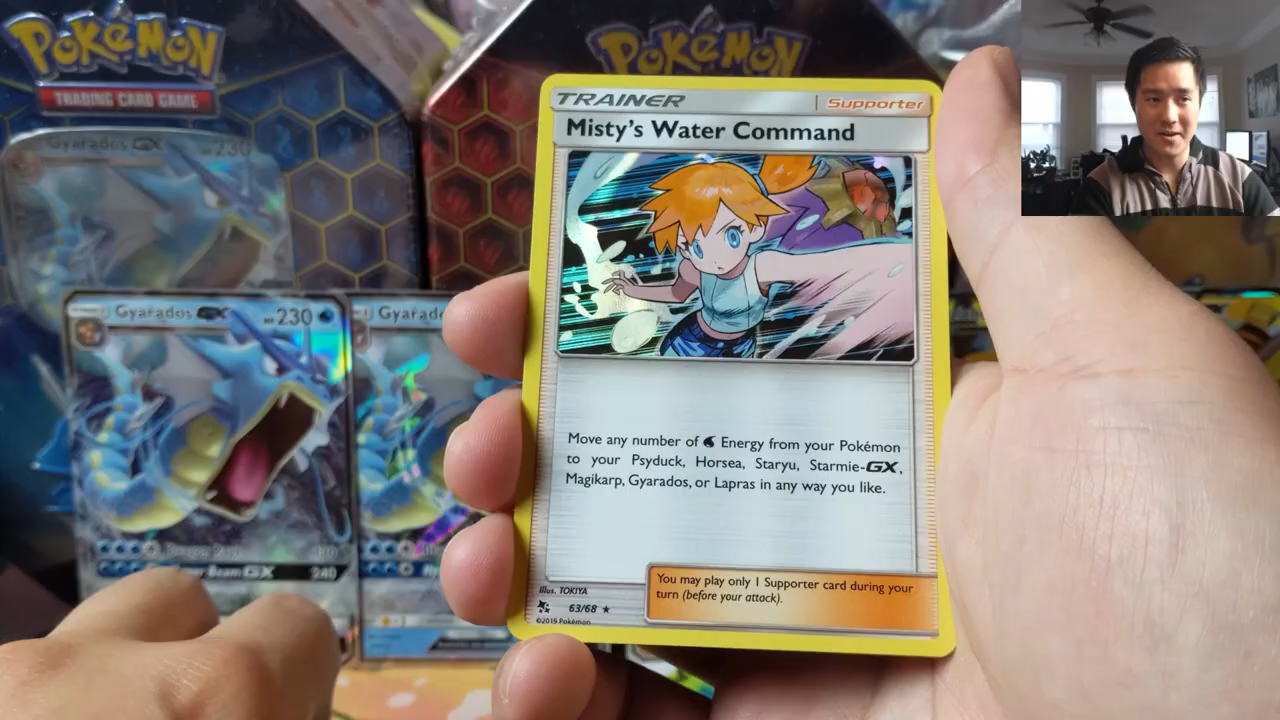 Pokémon
TRADING CARD GAME
Pokémon
Gyarados GX 230
Gyarados GX HP 230
Gyarados
Beam GX 240
TRAINER Supporter
Misty's Water Command
Move any number of Energy from your Pokémon
to your Psyduck, Horsea, Staryu, Starmie-GX,
Magikarp, Gyarados, or Lapras in any way you like.
You may play only 1 Supporter card during your
turn (before your attack).
Illus. TOKIYA
63/68
©2019 Pokémon